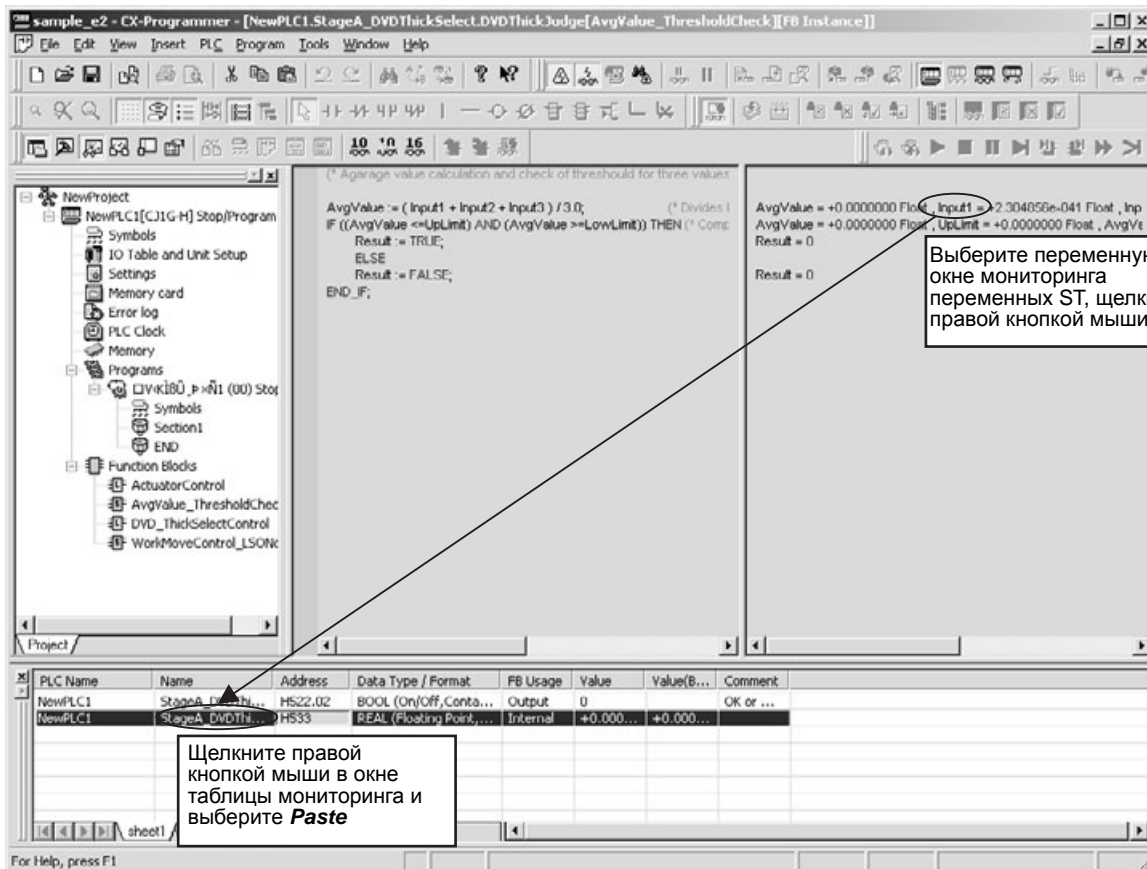 sample_e2 - CX-Programmer - [NewPLC1.StageA_DVDThickSelect.DVDThickJudge[AvgValue_ThresholdCheck][FB Instance]]
File Edit View Insert PLC Program Tools Window Help
NewProject
NewPLC1[CJ1G-H] Stop/Program
Symbols
IO Table and Unit Setup
Settings
Memory card
Error log
PLC Clock
Memory
Programs
(00) Stop
Symbols
Section1
END
Function Blocks
ActuatorControl
AvgValue_ThresholdChec
DVD_ThickSelectControl
WorkMoveControl_LSONc
Project
(* Agarage value calculation and check of threshould for three values
AvgValue := ( Input1 + Input2 + Input3 ) / 3.0; (* Divides I
IF ((AvgValue <=UpLimit) AND (AvgValue >=LowLimit)) THEN (* Comp
Result := TRUE;
ELSE
Result := FALSE;
END_IF;
AvgValue = +0.0000000 Float , Input1 = +2.304856e-041 Float , Inp
AvgValue = +0.0000000 Float , UpLimit = +0.0000000 Float , AvgVa
Result = 0
Result = 0
Выберите переменную
окне мониторинга
переменных ST, щелк
правой кнопкой мыши
PLC Name Name Address Data Type / Format FB Usage Value Value(B... Comment
NewPLC1 StageA_DVDThi... H522.02 BOOL (On/Off,Conta... Output 0 OK or ...
NewPLC1 StageA_DVDThi... H533 REAL (Floating Point,... Internal +0.000... +0.000...
Щелкните правой
кнопкой мыши в окне
таблицы мониторинга и
выберите Paste
sheet1
For Help, press F1